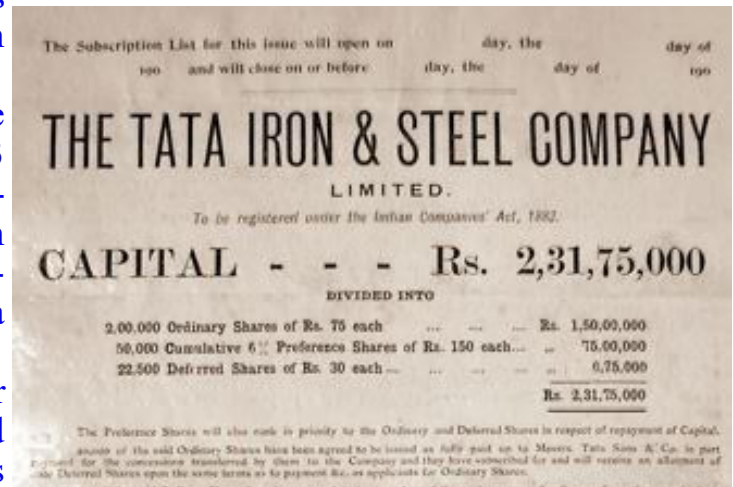 The Subscription List for this issue will open on day, the day of
190 and will close on or before day, the day of 190
THE TATA IRON & STEEL COMPANY
LIMITED.
To be registered under the Indian Companies' Act, 1882.
CAPITAL - - - Rs. 2,31,75,000
DIVIDED INTO
2,00,000 Ordinary Shares of Rs. 75 each ... ... ... Rs. 1,50,00,000
50,000 Cumulative 6% Preference Shares of Rs. 150 each... „ 75,00,000
22,500 Deferred Shares of Rs. 30 each ... ... ... ... „ 6,75,000
Rs. 2,31,75,000
The Preference Shares will also rank in priority to the Ordinary and Deferred Shares in respect of repayment of Capital.
of the said Ordinary Shares have been agreed to be issued as fully paid up to Messrs. Tata Sons & Co. in part
for the concessions transferred by them to the Company and they have subscribed for and will receive an allotment of
Deferred Shares upon the same terms as to payment &c. as applicants for Ordinary Shares.